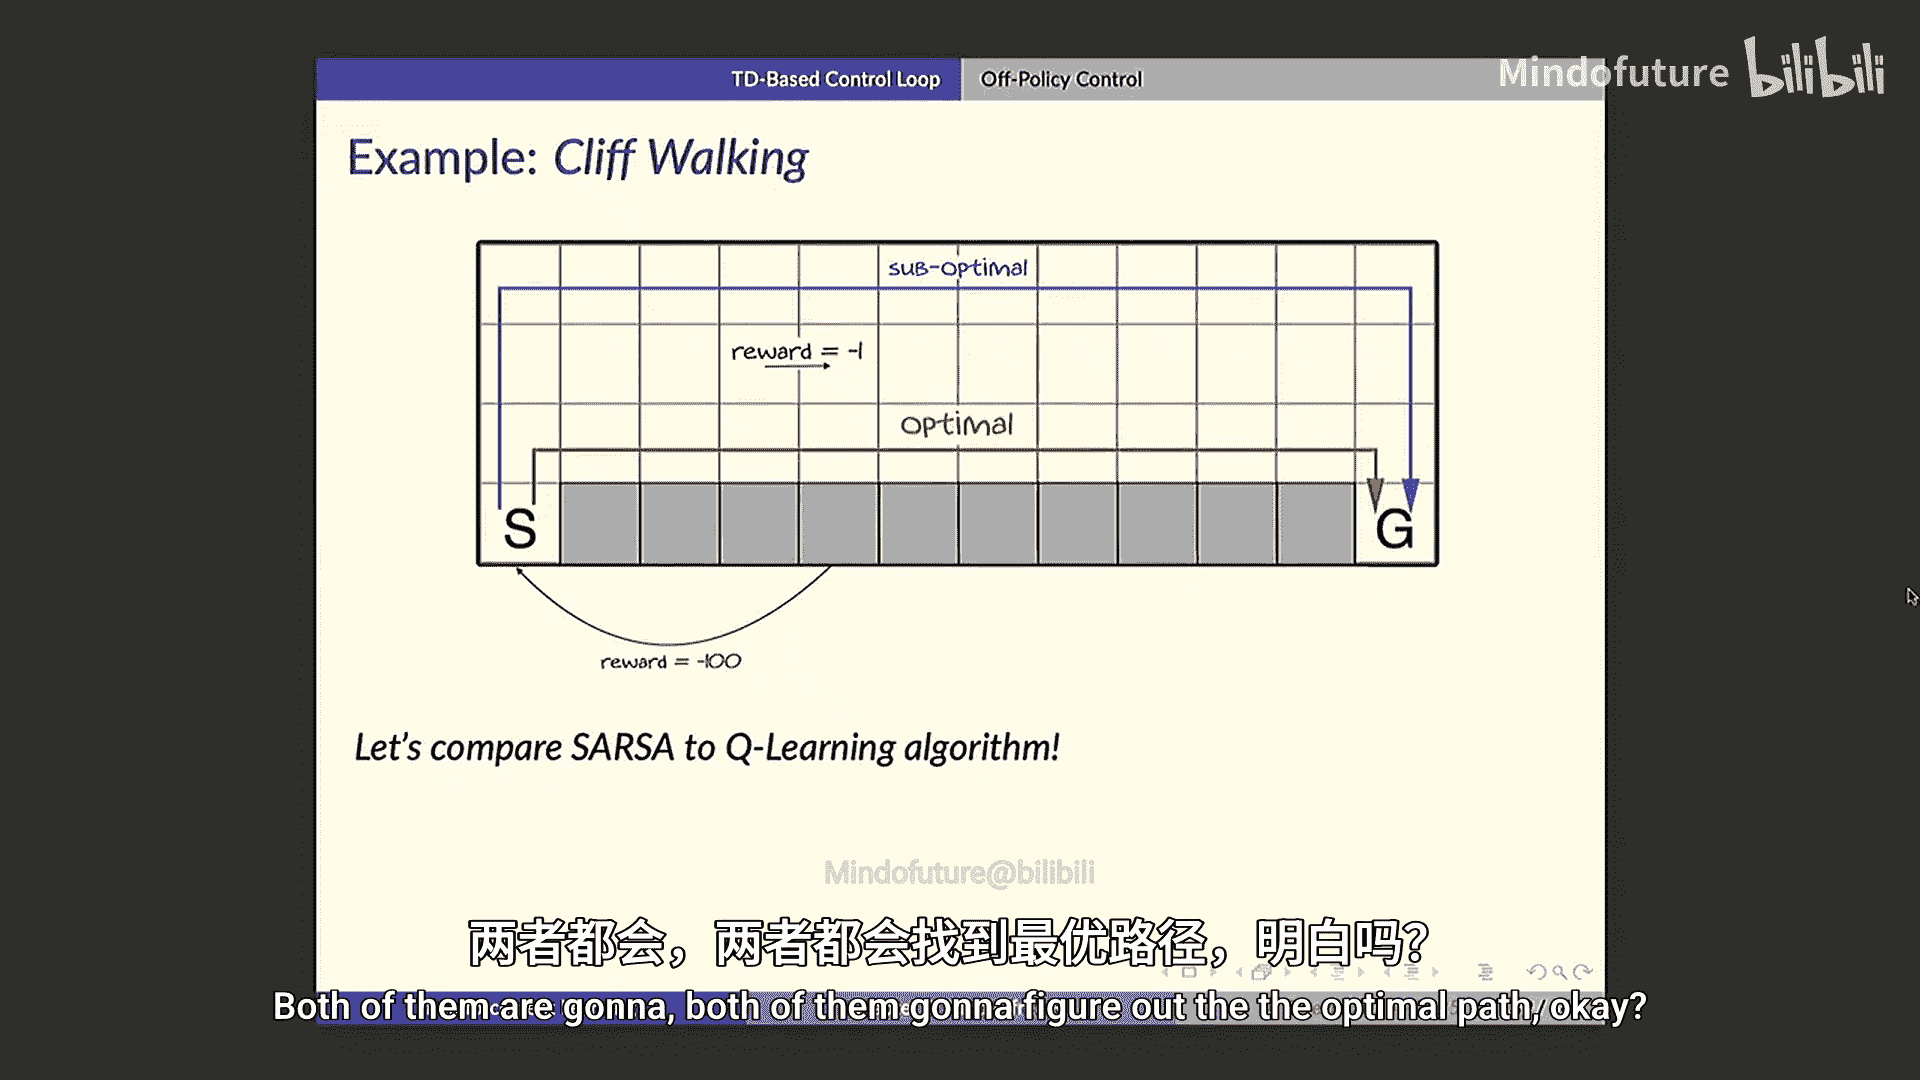 TD-Based Control Loop
Off-Policy Control
Mindofuture bilibili
Example: Cliff Walking
sub-optimal
reward = -1
optimal
S
G
reward = -100
Let's compare SARSA to Q-Learning algorithm!
Mindofuture@bilibili
两者都会，两者都会找到最优路径，明白吗？
Both of them are gonna, both of them gonna figure out the the optimal path, okay?